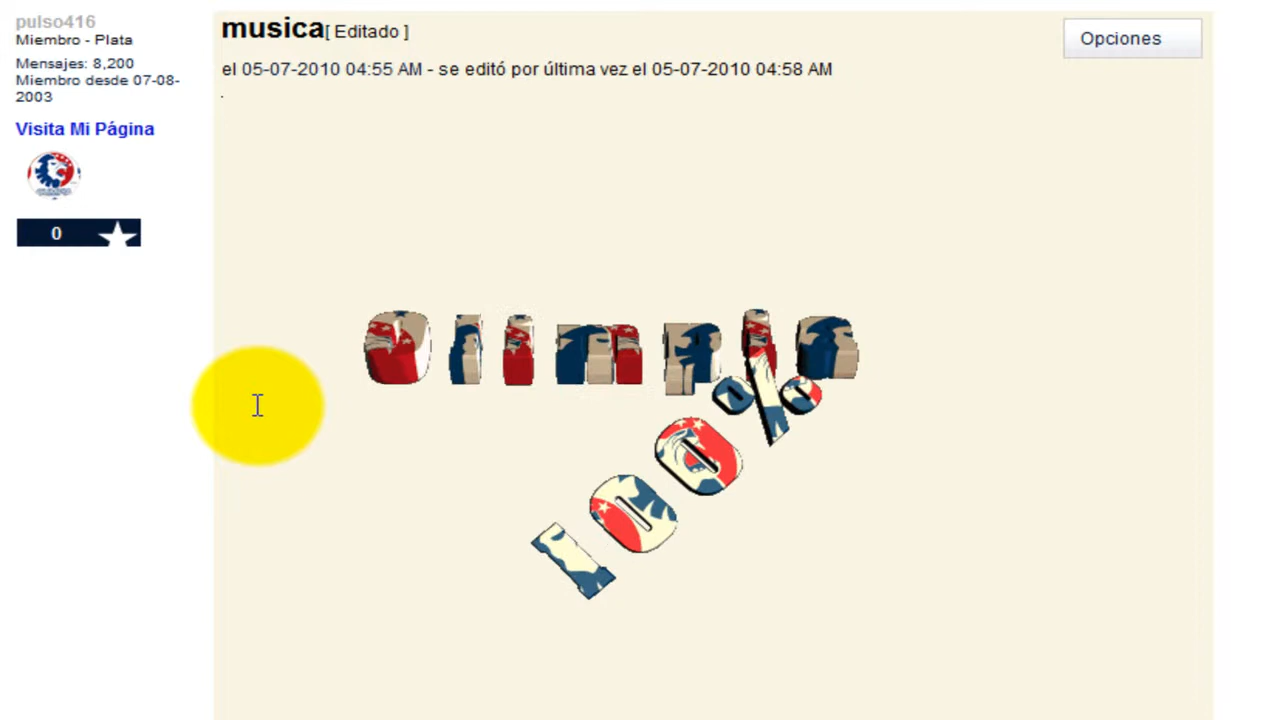 pulso416
Miembro - Plata
Mensajes: 8,200
Miembro desde 07-08-
2003
Visita Mi Página
0
musica[ Editado ]
el 05-07-2010 04:55 AM - se editó por última vez el 05-07-2010 04:58 AM
.
Opciones
Olimpia
100%